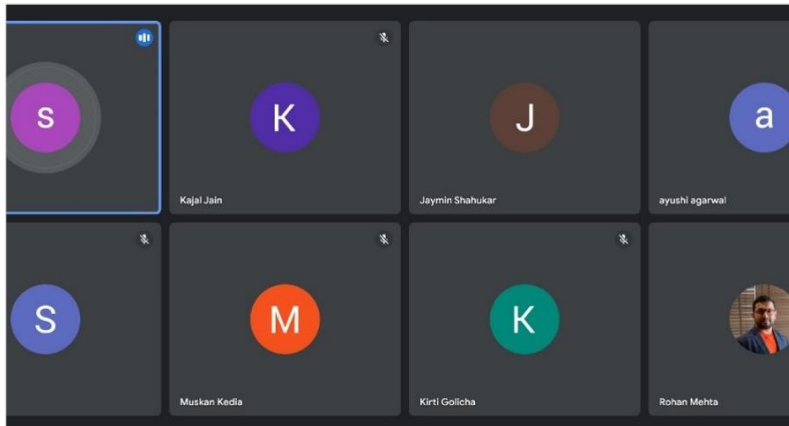 s
K
J
a
Kajal Jain
Jaymin Shahukar
ayushi agarwal
S
M
K
Muskan Kedia
Kirti Golicha
Rohan Mehta